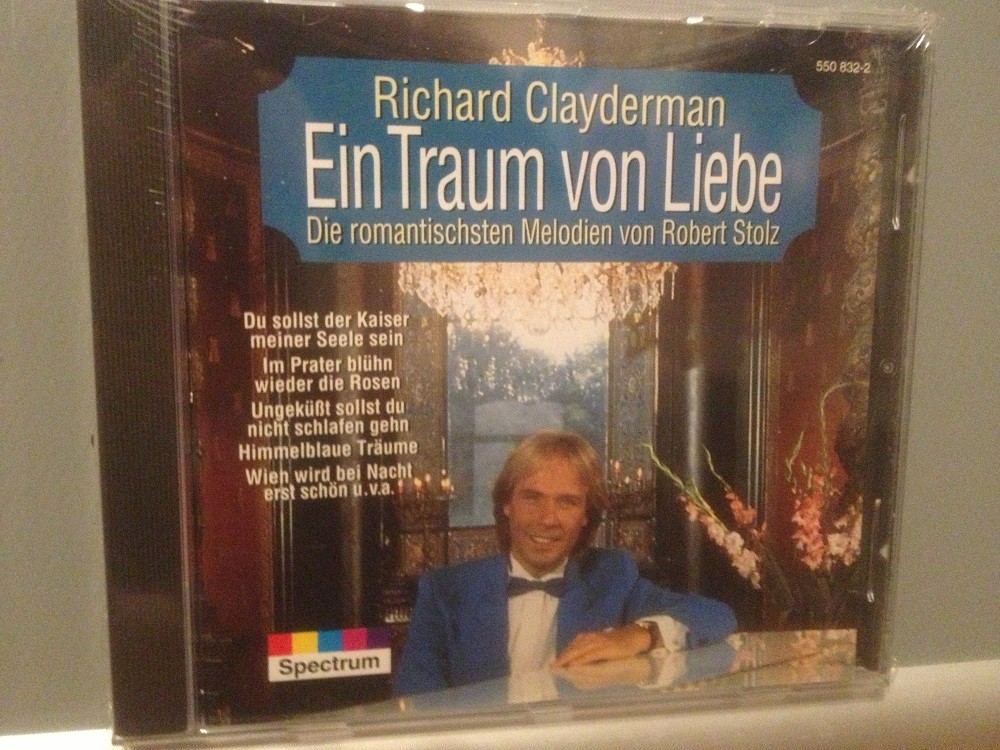 550 832-2
Richard Clayderman
Ein Traum von Liebe
Die romantischsten Melodien von Robert Stolz
Du sollst der Kaiser
meiner Seele sein
Im Prater blühn
wieder die Rosen
Ungeküßt sollst du
nicht schlafen gehn
Himmelblaue Träume
Wien wird bei Nacht
erst schön u.v.a.
Spectrum